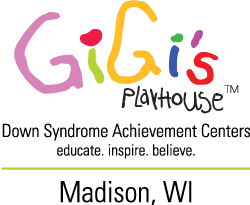 GiGi's
PLAYHOUSE™
Down Syndrome Achievement Centers
educate. inspire. believe.
Madison, WI